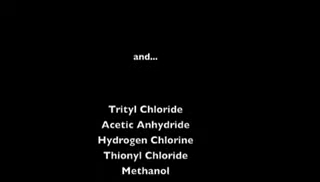 and...
Trityl Chloride
Acetic Anhydride
Hydrogen Chlorine
Thionyl Chloride
Methanol